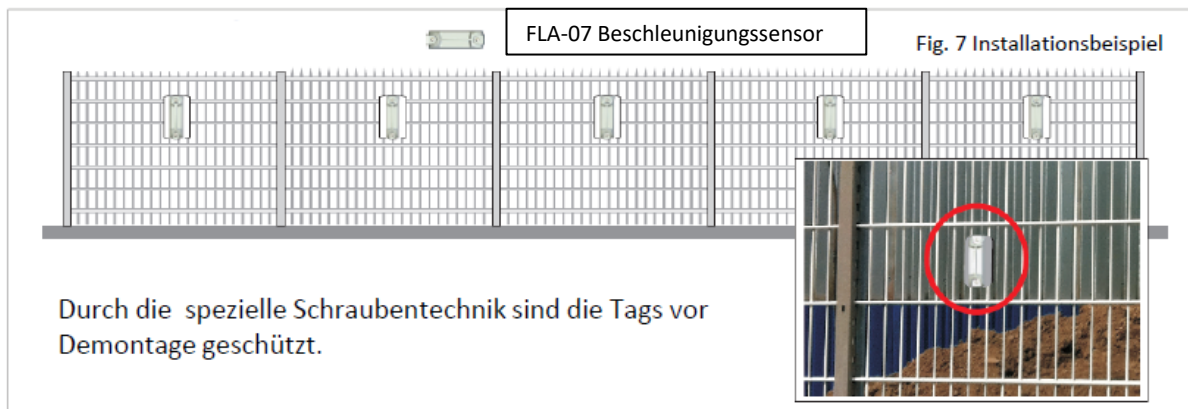 FLA-07 Beschleunigungssensor
Fig. 7 Installationsbeispiel
Durch die spezielle Schraubentechnik sind die Tags vor
Demontage geschützt.